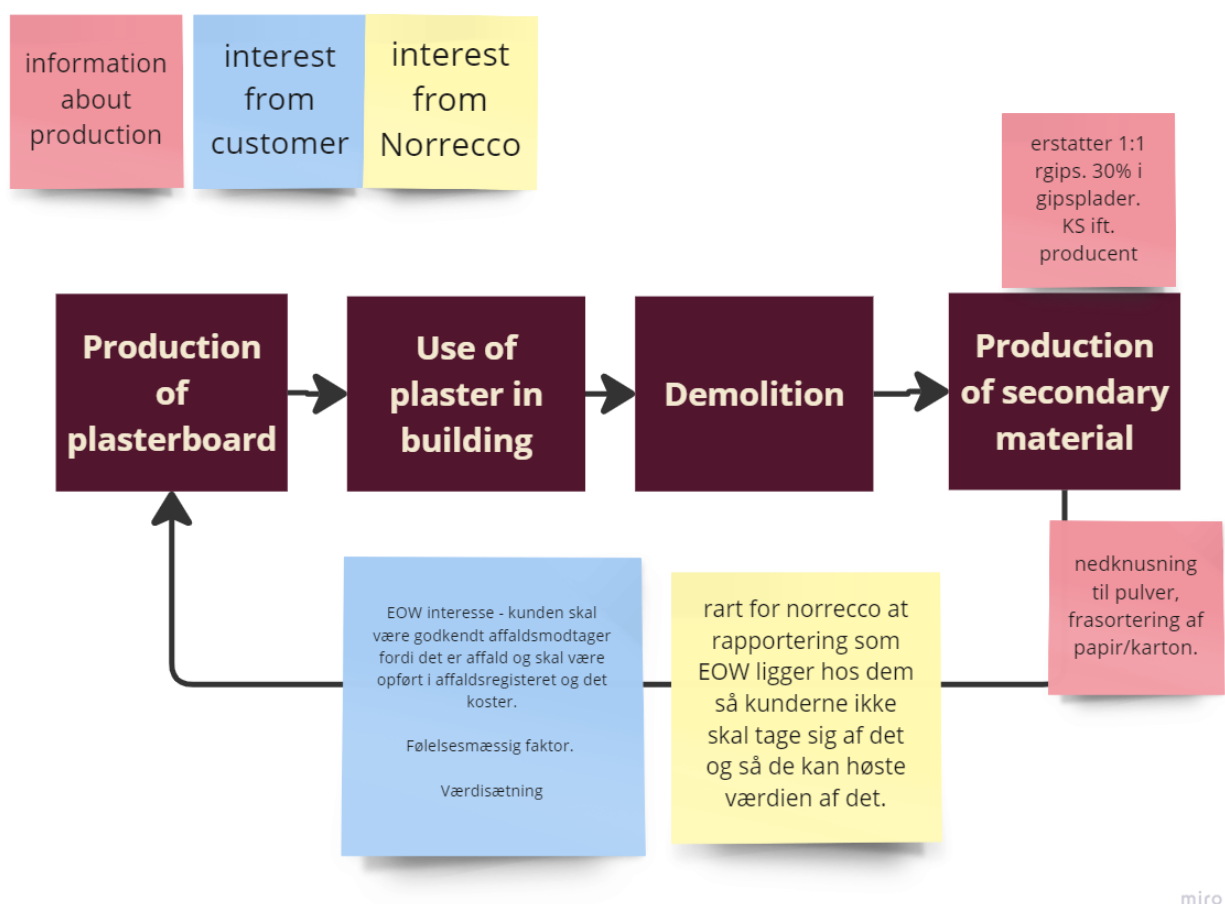 information
about
production
interest
from
customer
interest
from
Norrecco
erstatter 1:1
rgips. 30% i
gipsplader.
KS ift.
producent
Production
of
plasterboard
Use of
plaster in
building
Demolition
Production
of secondary
material
nedknusning
til pulver,
frasortering af
papir/karton.
EOW interesse - kunden skal
være godkendt affaldsmodtager
fordi det er affald og skal være
opført i affaldsregisteret og det
koster.
Følelsesmæssig faktor.
Værdisætning
rart for norrecco at
rapportering som
EOW ligger hos dem
så kunderne ikke
skal tage sig af det
og så de kan høste
værdien af det.
miro